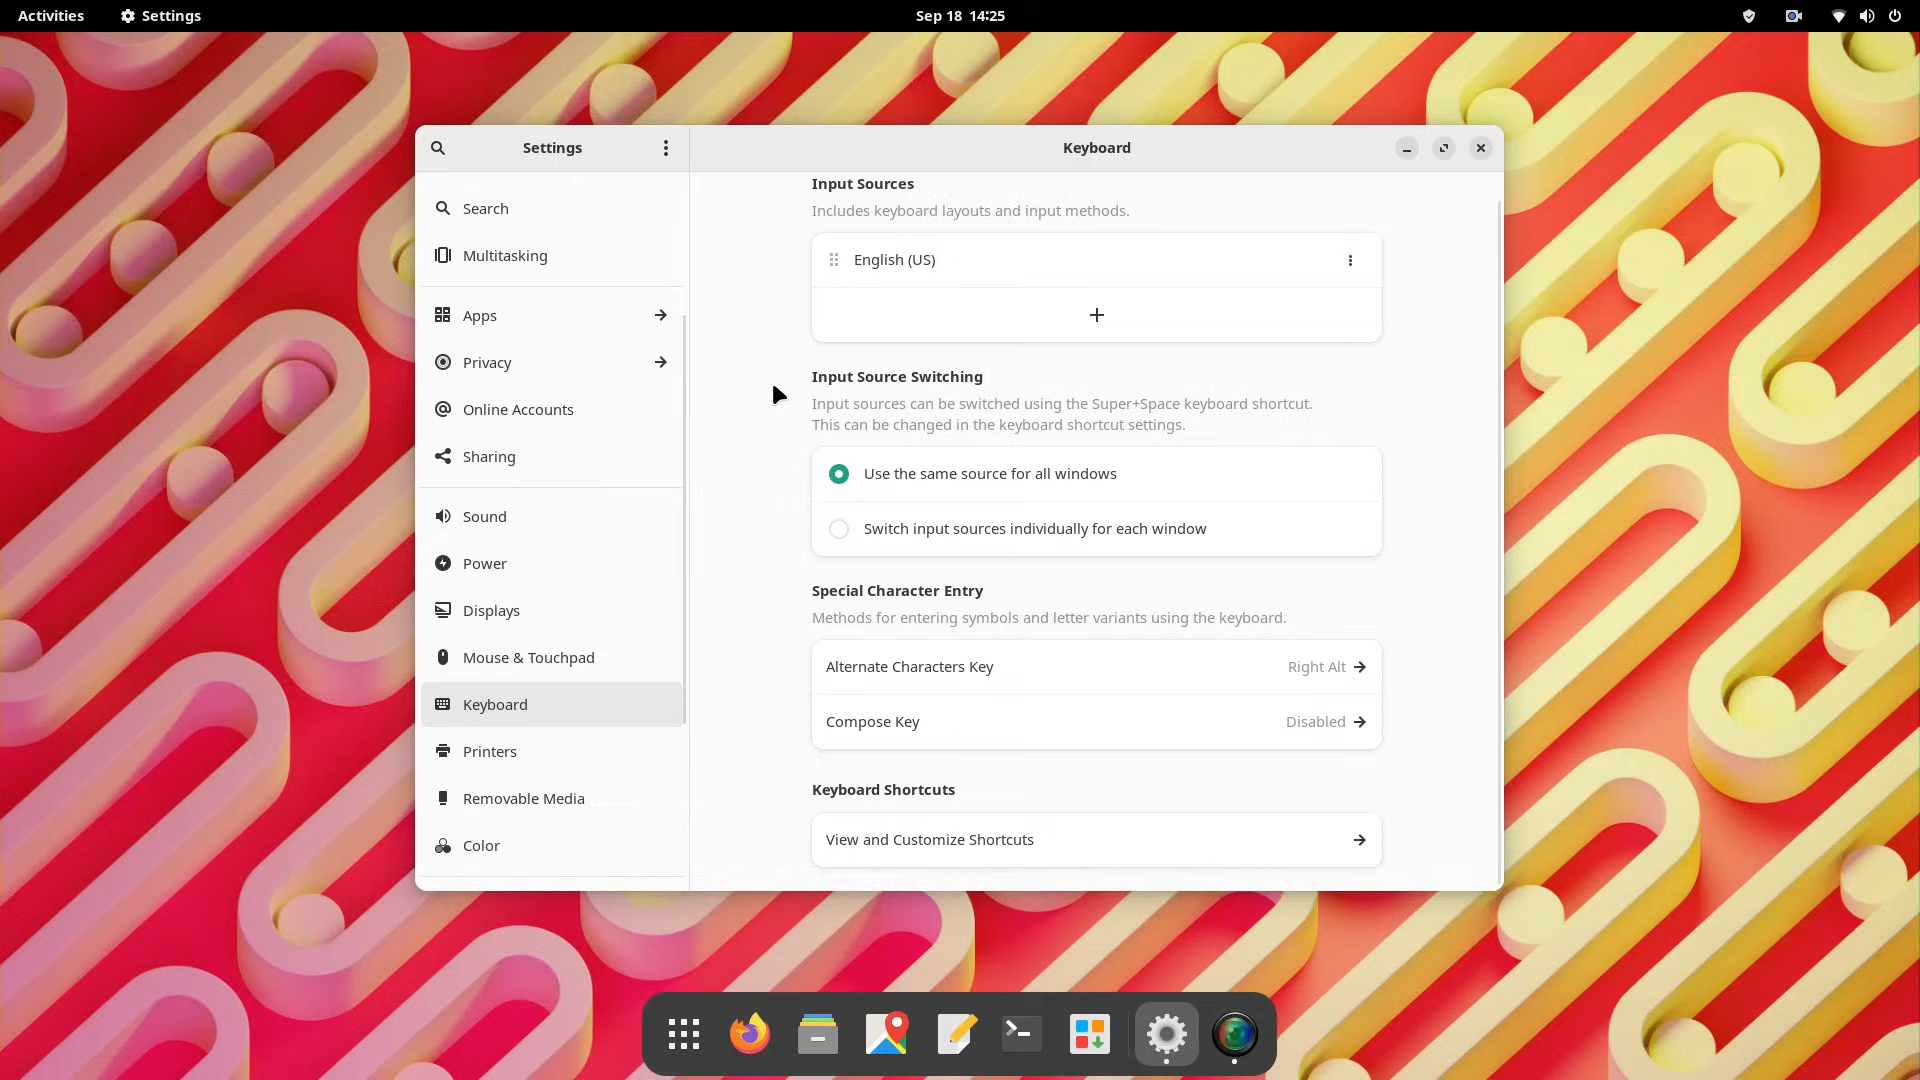 Activities
Settings
Sep 18  14:25
Settings
Keyboard
Search
Multitasking
Apps
Privacy
Online Accounts
Sharing
Sound
Power
Displays
Mouse & Touchpad
Keyboard
Printers
Removable Media
Color
Input Sources
Includes keyboard layouts and input methods.
English (US)
Input Source Switching
Input sources can be switched using the Super+Space keyboard shortcut.
This can be changed in the keyboard shortcut settings.
Use the same source for all windows
Switch input sources individually for each window
Special Character Entry
Methods for entering symbols and letter variants using the keyboard.
Alternate Characters Key Right Alt
Compose Key Disabled
Keyboard Shortcuts
View and Customize Shortcuts